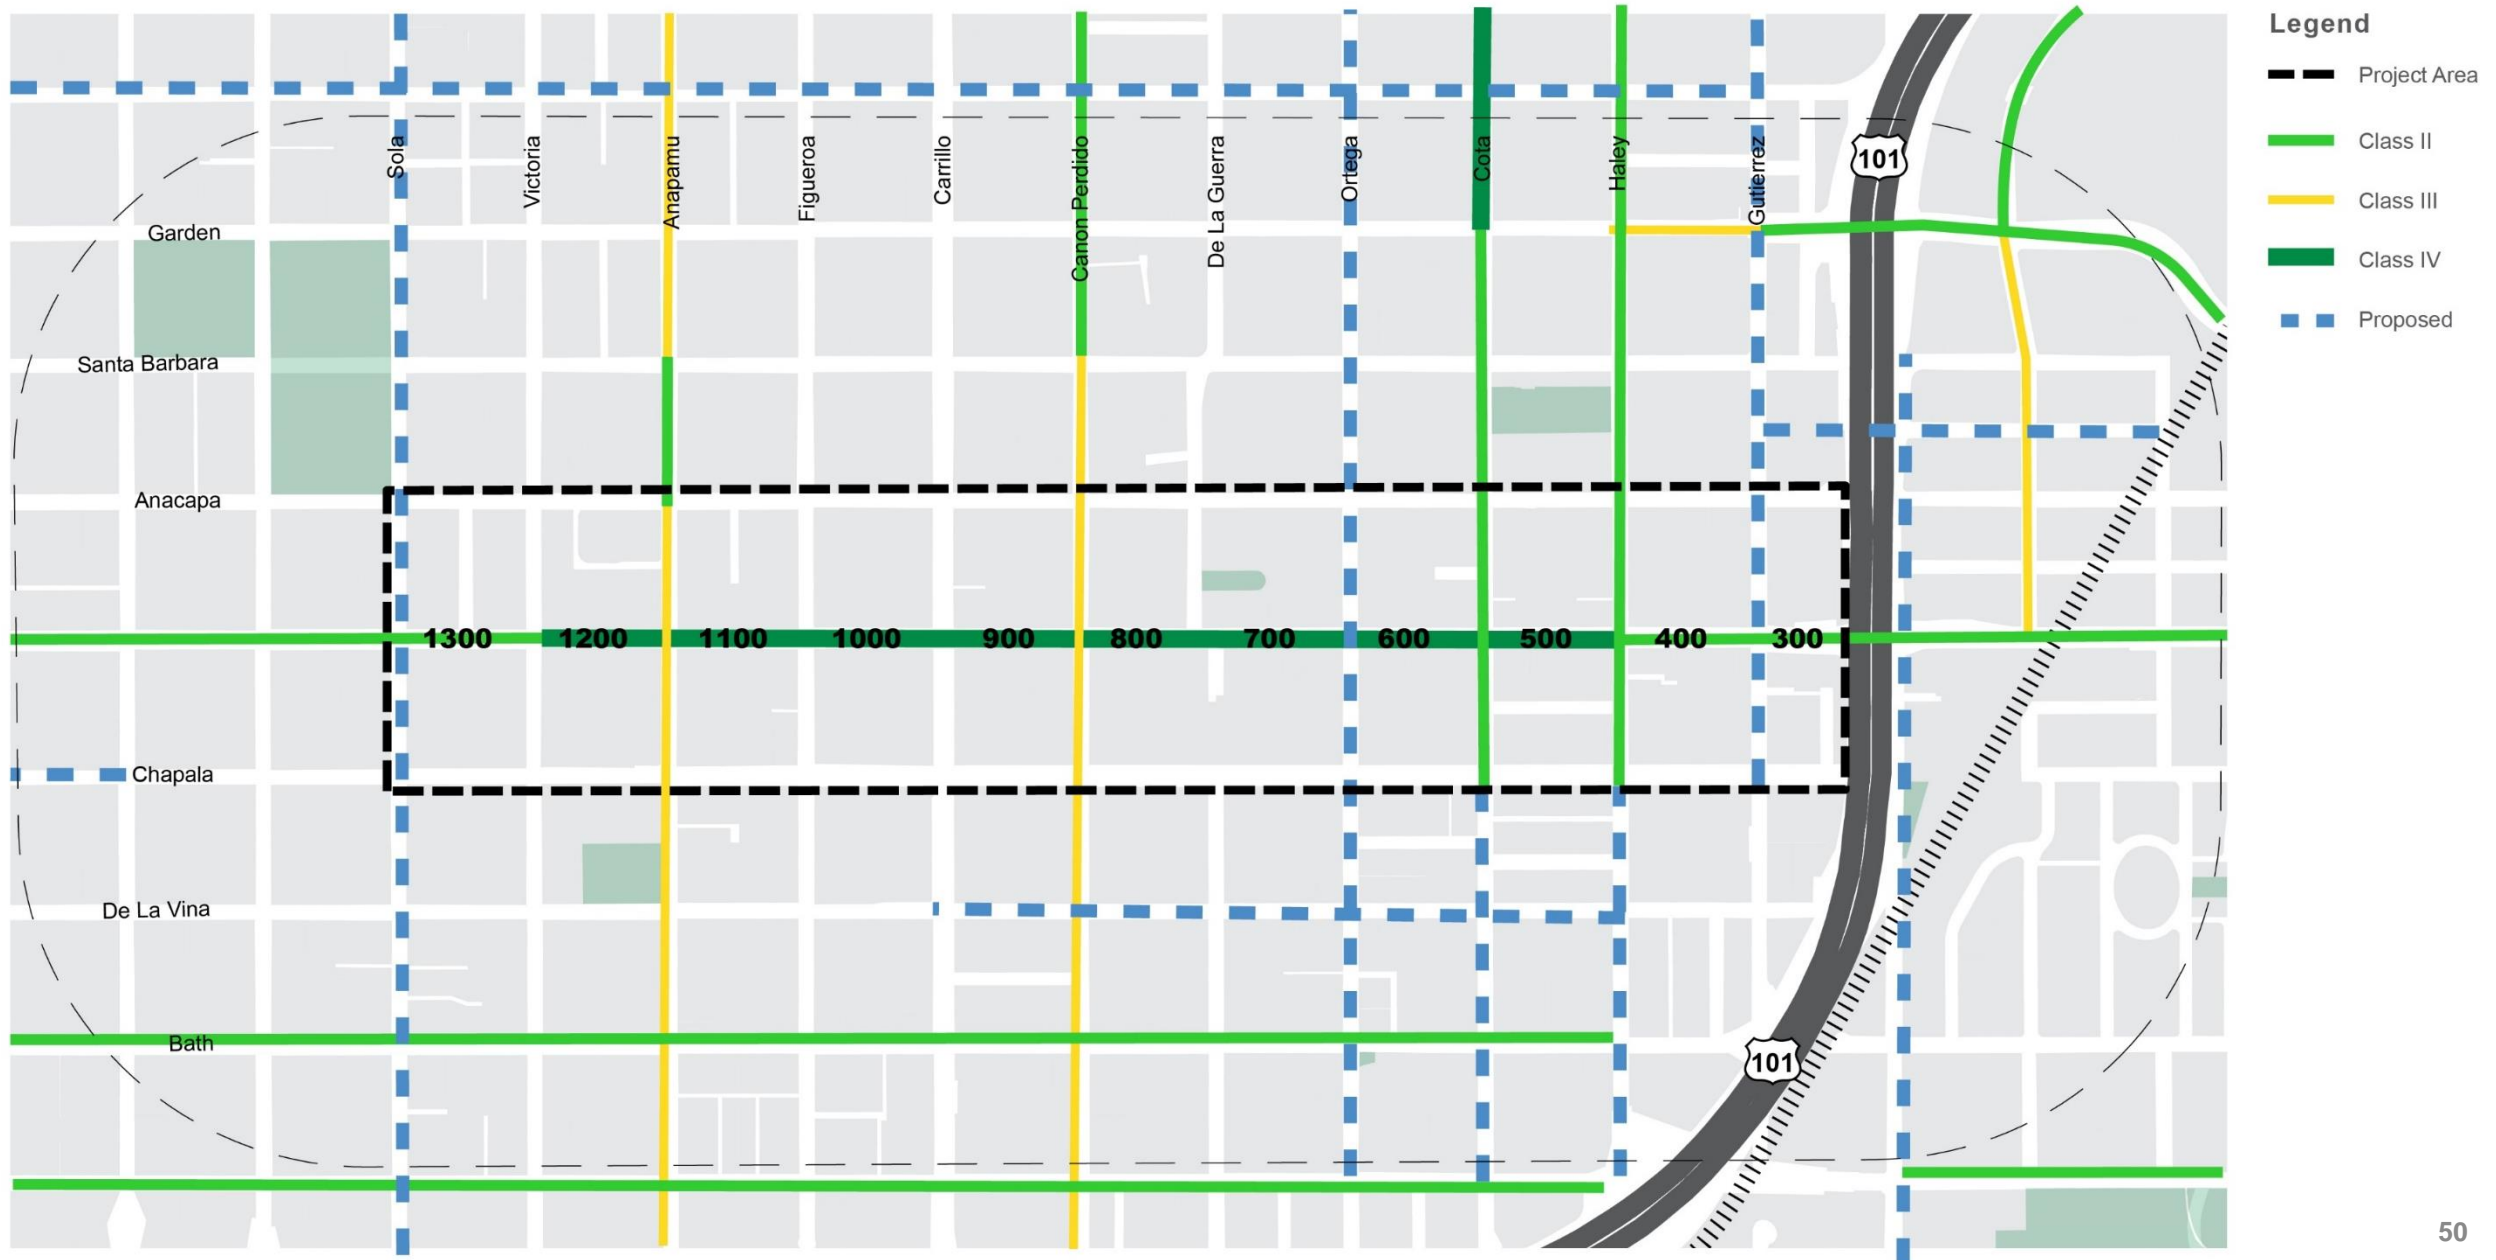 Legend
Project Area
Class II
Class III
Class IV
Proposed
Sola
Victoria
Anapamu
Figueroa
Carrillo
Canon Perdido
De La Guerra
Ortega
Cota
Haley
Gutierrez
101
Garden
Santa Barbara
Anacapa
1300 1200 1100 1000 900 800 700 600 500 400 300
Chapala
De La Vina
Bath
101
50